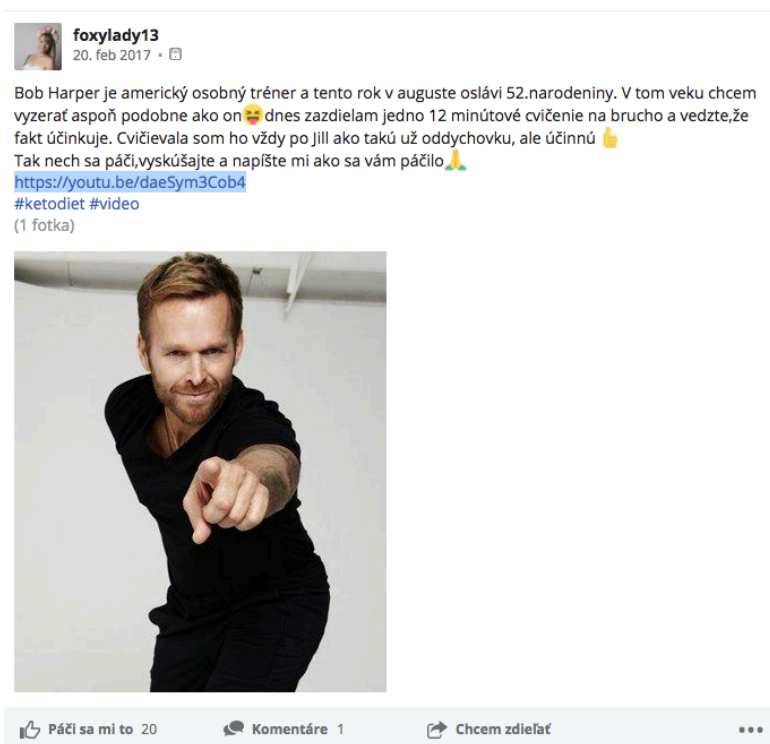 foxylady13
20. feb 2017 •
Bob Harper je americký osobný tréner a tento rok v auguste oslávi 52.narodeniny. V tom veku chcem
vyzerať aspoň podobne ako on😝dnes zazdielam jedno 12 minútové cvičenie na brucho a vedzte,že
fakt účinkuje. Cvičievala som ho vždy po Jill ako takú už oddychovku, ale účinnú 👍
Tak nech sa páči,vyskúšajte a napíšte mi ako sa vám páčilo🙏
https://youtu.be/daeSym3Cob4
#ketodiet #video
(1 fotka)
Páči sa mi to 20 Komentáre 1 Chcem zdieľať •••